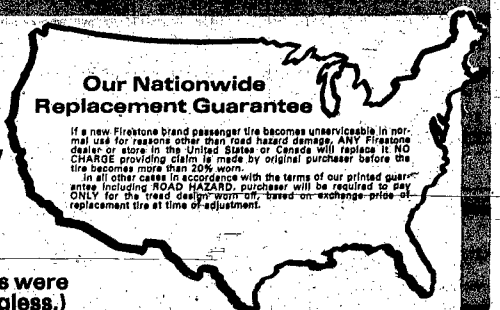 Our Nationwide
Replacement Guarantee
If a new Firestone brand passenger tire becomes unserviceable in nor-
mal use for reasons other than road hazard damage, ANY Firestone
dealer or store in the United States or Canada will replace it NO
CHARGE providing claim is made by original purchaser before the
tire becomes more than 20% worn.
In all other cases in accordance with the terms of our printed guar-
antee including ROAD HAZARD, purchaser will be required to pay
ONLY for the tread design worn off, based on exchange price of
replacement tire at time of adjustment.
s were
gless.)